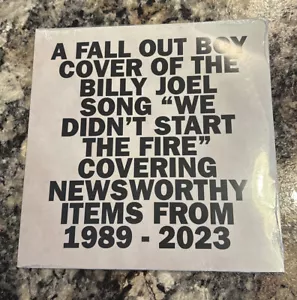 A FALL OUT BOY
COVER OF THE
BILLY JOEL
SONG “WE
DIDN’T START
THE FIRE”
COVERING
NEWSWORTHY
ITEMS FROM
1989 - 2023